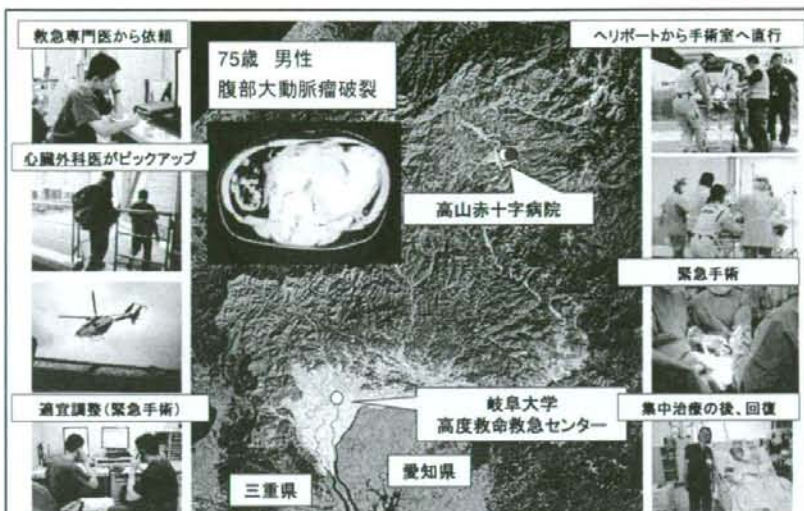 救急専門医から依頼
心臓外科医がピックアップ
適宜調整(緊急手術)
75歳 男性
腹部大動脈瘤破裂
高山赤十字病院
岐阜大学
高度救命救急センター
愛知県
三重県
ヘリポートから手術室へ直行
緊急手術
集中治療の後、回復